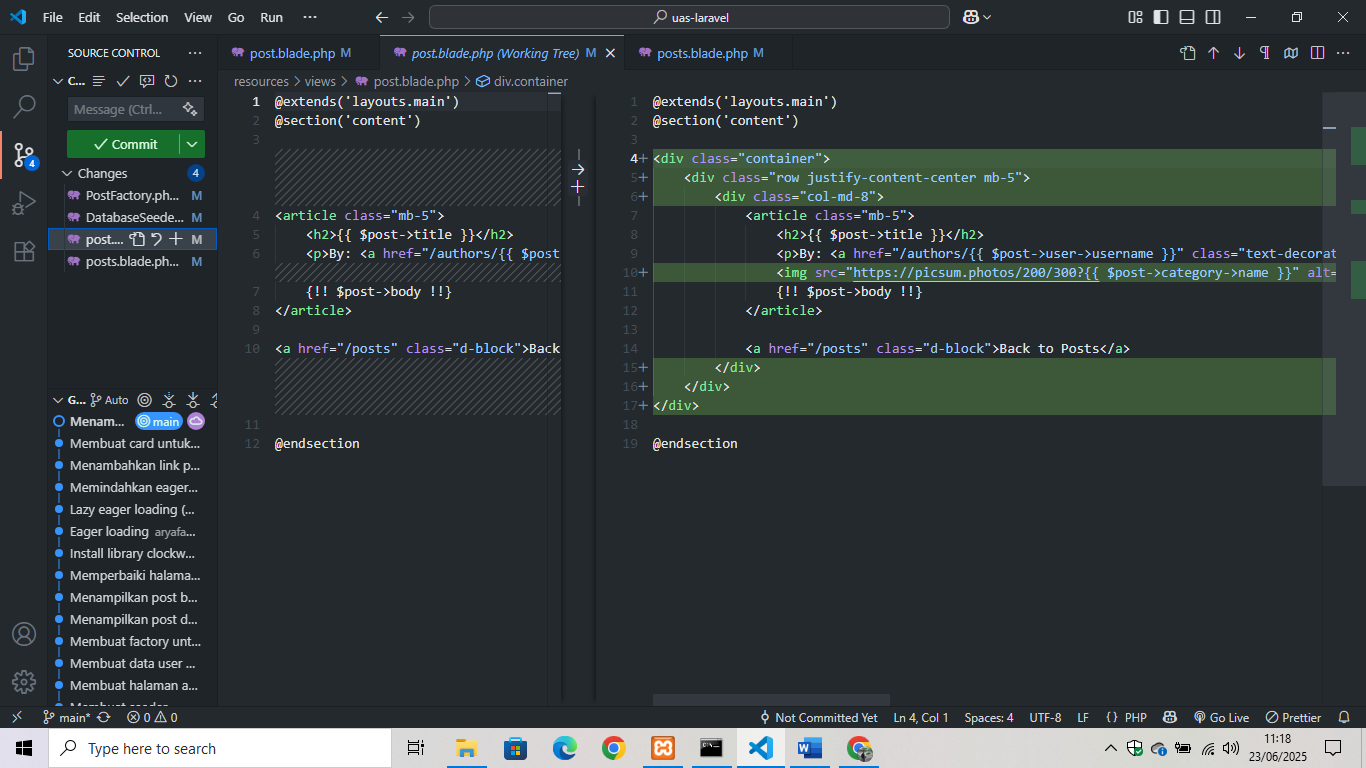 File Edit Selection View Go Run ···
uas-laravel
SOURCE CONTROL ···
post.blade.php M
post.blade.php (Working Tree) M
posts.blade.php M
C... ···
resources > views > post.blade.php > div.container
Message (Ctrl...
Commit
Changes 4
PostFactory.ph... M
DatabaseSeede... M
post.... M
posts.blade.ph... M
1 @extends('layouts.main')
2 @section('content')
3
4 <article class="mb-5">
5 <h2>{{ $post->title }}</h2>
6 <p>By: <a href="/authors/{{ $post
7 {!! $post->body !!}
8 </article>
9
10 <a href="/posts" class="d-block">Back
11
12 @endsection
1 @extends('layouts.main')
2 @section('content')
3
4+ <div class="container">
5+ <div class="row justify-content-center mb-5">
6+ <div class="col-md-8">
7 <article class="mb-5">
8 <h2>{{ $post->title }}</h2>
9 <p>By: <a href="/authors/{{ $post->user->username }}" class="text-decorat
10+ <img src="https://picsum.photos/200/300?{{ $post->category->name }}" alt=
11 {!! $post->body !!}
12 </article>
13
14 <a href="/posts" class="d-block">Back to Posts</a>
15+ </div>
16+ </div>
17+ </div>
18
19 @endsection
G... Auto
Menam... main
Membuat card untuk...
Menambahkan link p...
Memindahkan eager...
Lazy eager loading (...
Eager loading aryafa...
Install library clockw...
Memperbaiki halama...
Menampilkan post b...
Menampilkan post d...
Membuat factory unt...
Membuat data user ...
Membuat halaman a...
main* 0 0
Not Committed Yet Ln 4, Col 1 Spaces: 4 UTF-8 LF {} PHP Go Live Prettier
Type here to search
11:18
23/06/2025